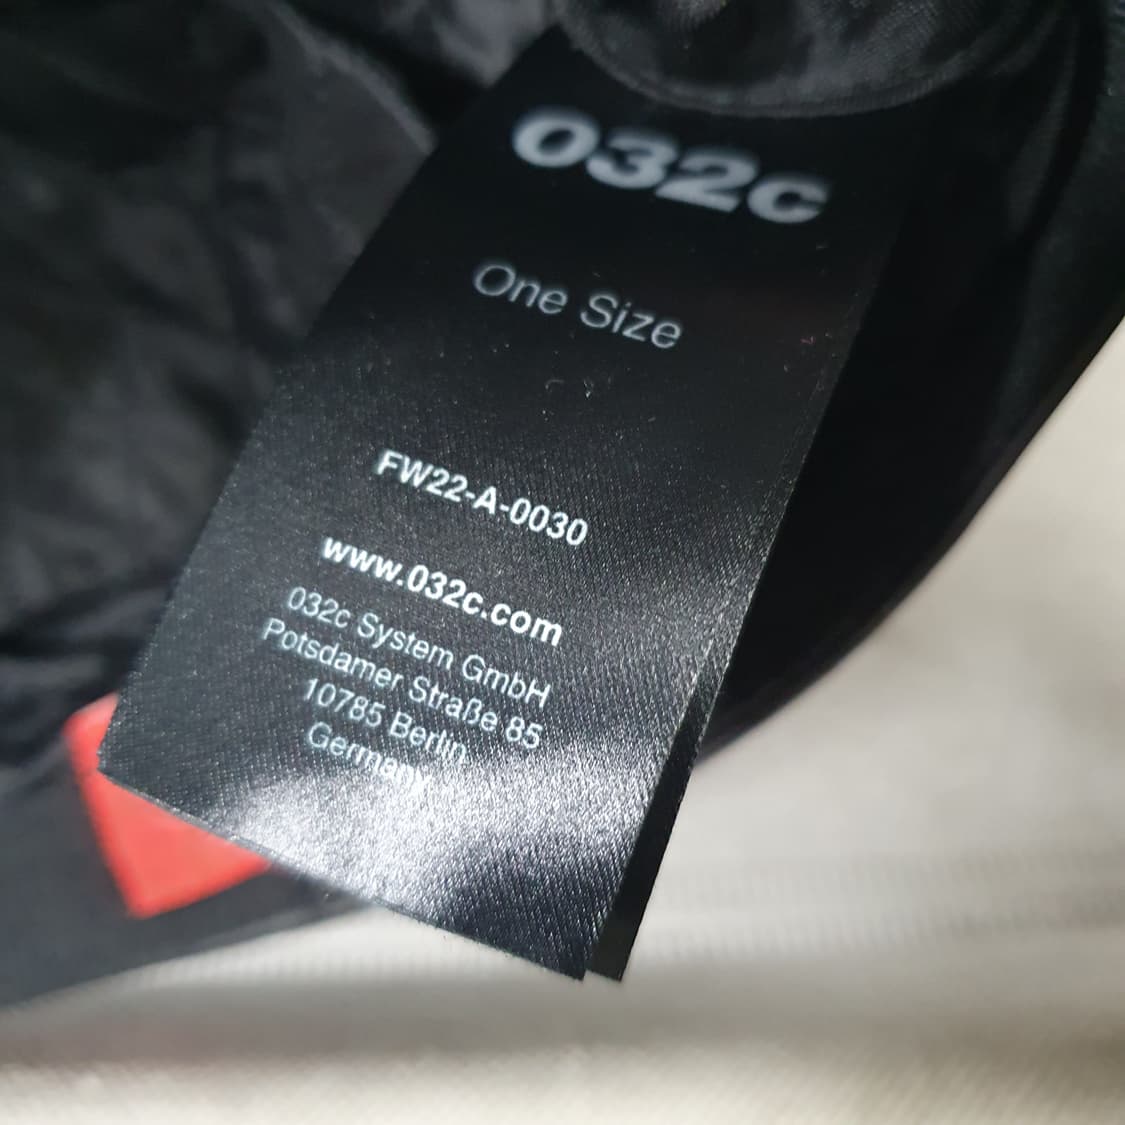 032c
One Size
FW22-A-0030
www.032c.com
032c System GmbH
Potsdamer Straße 85
10785 Berlin
Germany